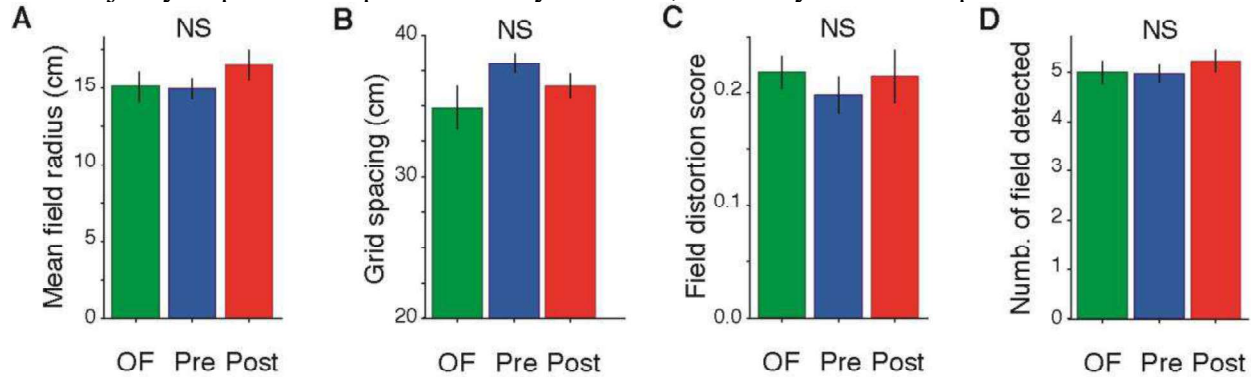 A NS
Mean field radius (cm)
15
10
5
0
OF Pre Post
B NS
Grid spacing (cm)
40
30
20
OF Pre Post
C NS
Field distortion score
0.2
0.1
0.0
OF Pre Post
D NS
Numb. of field detected
5
4
3
2
1
0
OF Pre Post